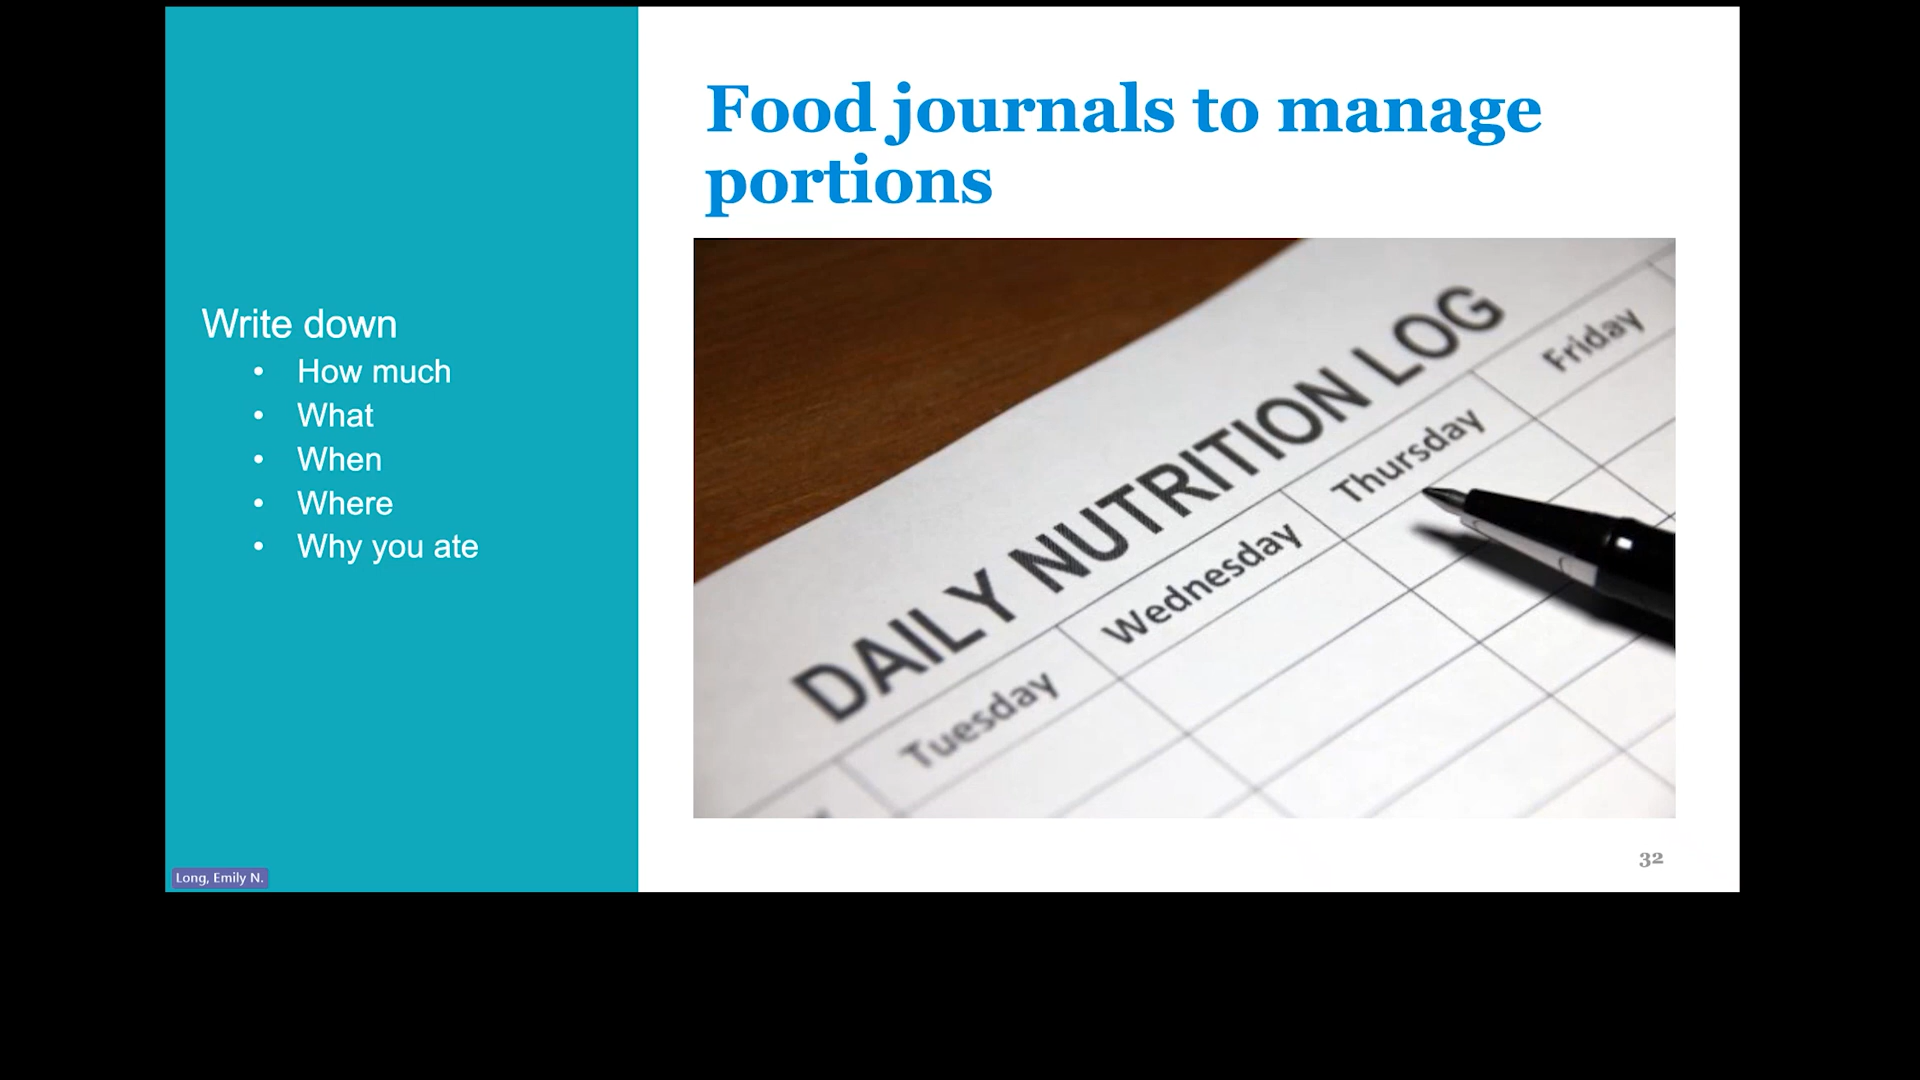 Food journals to manage
portions
Write down
• How much
• What
• When
• Where
• Why you ate
DAILY NUTRITION LOG
Tuesday
Wednesday
Thursday
Friday
32
Long, Emily N.